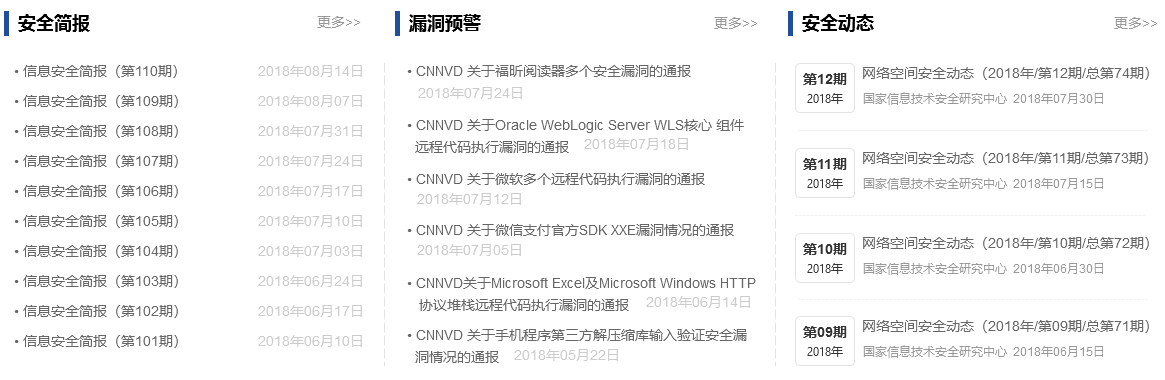 安全简报
更多>>
• 信息安全简报（第110期） 2018年08月14日
• 信息安全简报（第109期） 2018年08月07日
• 信息安全简报（第108期） 2018年07月31日
• 信息安全简报（第107期） 2018年07月24日
• 信息安全简报（第106期） 2018年07月17日
• 信息安全简报（第105期） 2018年07月10日
• 信息安全简报（第104期） 2018年07月03日
• 信息安全简报（第103期） 2018年06月24日
• 信息安全简报（第102期） 2018年06月17日
• 信息安全简报（第101期） 2018年06月10日
漏洞预警
更多>>
• CNNVD 关于福昕阅读器多个安全漏洞的通报
2018年07月24日
• CNNVD 关于Oracle WebLogic Server WLS核心 组件
远程代码执行漏洞的通报 2018年07月18日
• CNNVD 关于微软多个远程代码执行漏洞的通报
2018年07月12日
• CNNVD 关于微信支付官方SDK XXE漏洞情况的通报
2018年07月05日
• CNNVD关于Microsoft Excel及Microsoft Windows HTTP
协议堆栈远程代码执行漏洞的通报 2018年06月14日
• CNNVD 关于手机程序第三方解压缩库输入验证安全漏
洞情况的通报 2018年05月22日
安全动态
更多>>
第12期
2018年
网络空间安全动态（2018年/第12期/总第74期）
国家信息技术安全研究中心 2018年07月30日
第11期
2018年
网络空间安全动态（2018年/第11期/总第73期）
国家信息技术安全研究中心 2018年07月15日
第10期
2018年
网络空间安全动态（2018年/第10期/总第72期）
国家信息技术安全研究中心 2018年06月30日
第09期
2018年
网络空间安全动态（2018年/第09期/总第71期）
国家信息技术安全研究中心 2018年06月15日